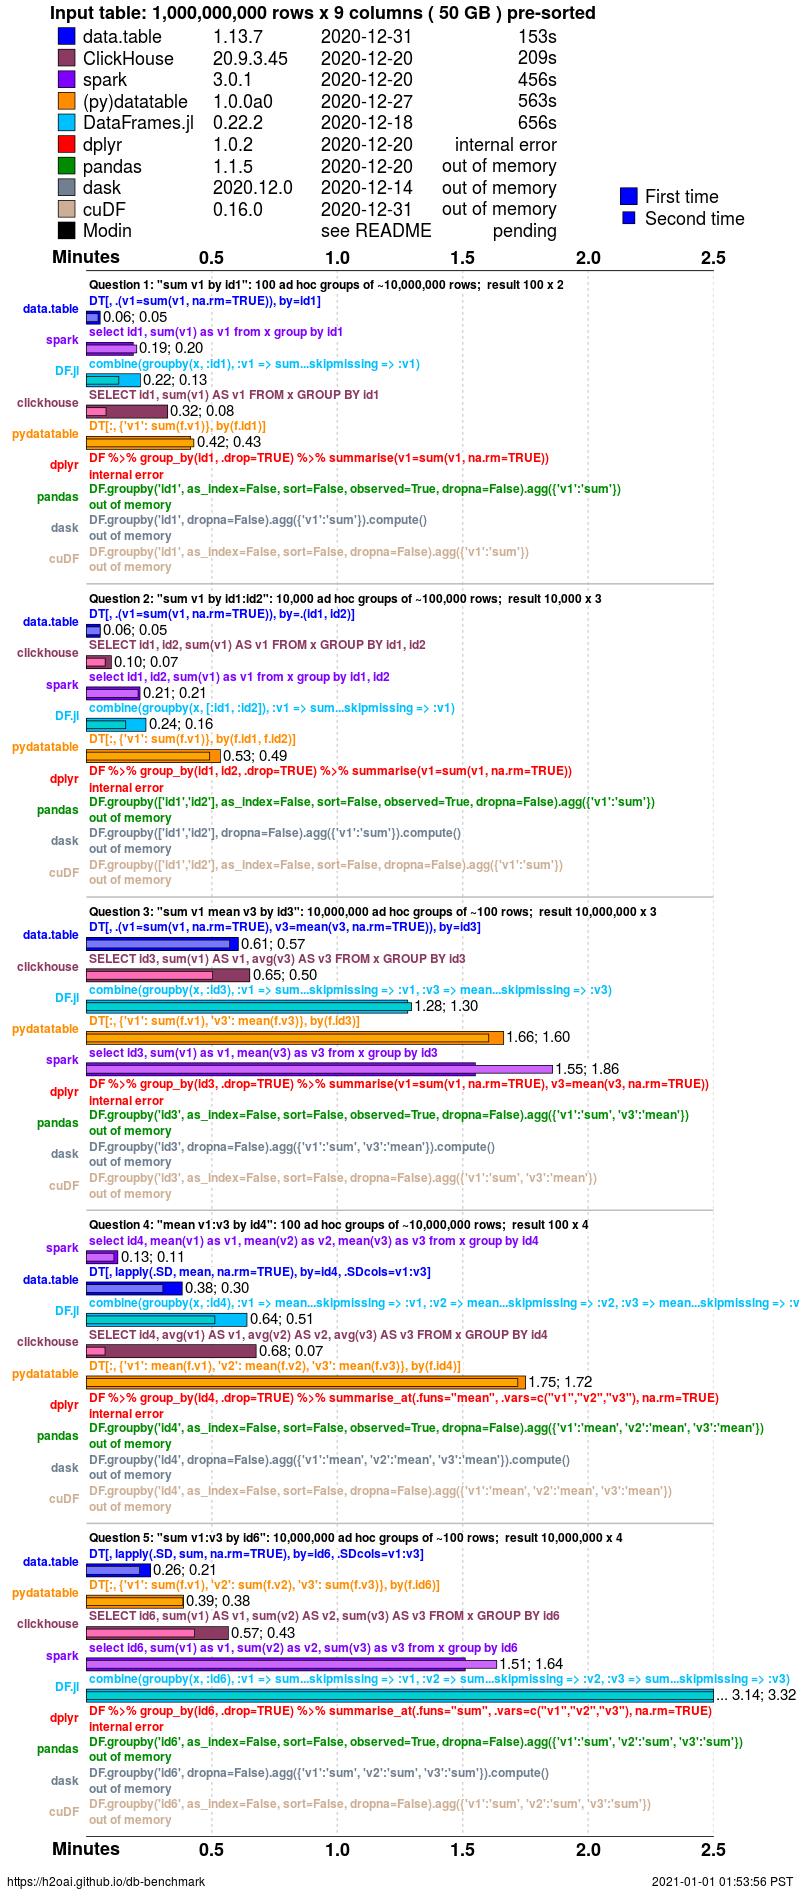 Input table: 1,000,000,000 rows x 9 columns ( 50 GB ) pre-sorted
data.table 1.13.7 2020-12-31 153s
ClickHouse 20.9.3.45 2020-12-20 209s
spark 3.0.1 2020-12-20 456s
(py)datatable 1.0.0a0 2020-12-27 563s
DataFrames.jl 0.22.2 2020-12-18 656s
dplyr 1.0.2 2020-12-20 internal error
pandas 1.1.5 2020-12-20 out of memory
dask 2020.12.0 2020-12-14 out of memory
cuDF 0.16.0 2020-12-31 out of memory
Modin see README pending
First time
Second time
Minutes 0.5 1.0 1.5 2.0 2.5
Question 1: "sum v1 by id1": 100 ad hoc groups of ~10,000,000 rows; result 100 x 2
data.table DT[, .(v1=sum(v1, na.rm=TRUE)), by=id1]
0.06; 0.05
spark select id1, sum(v1) as v1 from x group by id1
0.19; 0.20
DF.jl combine(groupby(x, :id1), :v1 => sum...skipmissing => :v1)
0.22; 0.13
clickhouse SELECT id1, sum(v1) AS v1 FROM x GROUP BY id1
0.32; 0.08
pydatatable DT[:, {'v1': sum(f.v1)}, by(f.id1)]
0.42; 0.43
dplyr DF %>% group_by(id1, .drop=TRUE) %>% summarise(v1=sum(v1, na.rm=TRUE))
internal error
pandas DF.groupby('id1', as_index=False, sort=False, observed=True, dropna=False).agg({'v1':'sum'})
out of memory
dask DF.groupby('id1', dropna=False).agg({'v1':'sum'}).compute()
out of memory
cuDF DF.groupby('id1', as_index=False, sort=False, dropna=False).agg({'v1':'sum'})
out of memory
Question 2: "sum v1 by id1:id2": 10,000 ad hoc groups of ~100,000 rows; result 10,000 x 3
data.table DT[, .(v1=sum(v1, na.rm=TRUE)), by=.(id1, id2)]
0.06; 0.05
clickhouse SELECT id1, id2, sum(v1) AS v1 FROM x GROUP BY id1, id2
0.10; 0.07
spark select id1, id2, sum(v1) as v1 from x group by id1, id2
0.21; 0.21
DF.jl combine(groupby(x, [:id1, :id2]), :v1 => sum...skipmissing => :v1)
0.24; 0.16
pydatatable DT[:, {'v1': sum(f.v1)}, by(f.id1, f.id2)]
0.53; 0.49
dplyr DF %>% group_by(id1, id2, .drop=TRUE) %>% summarise(v1=sum(v1, na.rm=TRUE))
internal error
pandas DF.groupby(['id1','id2'], as_index=False, sort=False, observed=True, dropna=False).agg({'v1':'sum'})
out of memory
dask DF.groupby(['id1','id2'], dropna=False).agg({'v1':'sum'}).compute()
out of memory
cuDF DF.groupby(['id1','id2'], as_index=False, sort=False, dropna=False).agg({'v1':'sum'})
out of memory
Question 3: "sum v1 mean v3 by id3": 10,000,000 ad hoc groups of ~100 rows; result 10,000,000 x 3
data.table DT[, .(v1=sum(v1, na.rm=TRUE), v3=mean(v3, na.rm=TRUE)), by=id3]
0.61; 0.57
clickhouse SELECT id3, sum(v1) AS v1, avg(v3) AS v3 FROM x GROUP BY id3
0.65; 0.50
DF.jl combine(groupby(x, :id3), :v1 => sum...skipmissing => :v1, :v3 => mean...skipmissing => :v3)
1.28; 1.30
pydatatable DT[:, {'v1': sum(f.v1), 'v3': mean(f.v3)}, by(f.id3)]
1.66; 1.60
spark select id3, sum(v1) as v1, mean(v3) as v3 from x group by id3
1.55; 1.86
dplyr DF %>% group_by(id3, .drop=TRUE) %>% summarise(v1=sum(v1, na.rm=TRUE), v3=mean(v3, na.rm=TRUE))
internal error
pandas DF.groupby('id3', as_index=False, sort=False, observed=True, dropna=False).agg({'v1':'sum', 'v3':'mean'})
out of memory
dask DF.groupby('id3', dropna=False).agg({'v1':'sum', 'v3':'mean'}).compute()
out of memory
cuDF DF.groupby('id3', as_index=False, sort=False, dropna=False).agg({'v1':'sum', 'v3':'mean'})
out of memory
Question 4: "mean v1:v3 by id4": 100 ad hoc groups of ~10,000,000 rows; result 100 x 4
spark select id4, mean(v1) as v1, mean(v2) as v2, mean(v3) as v3 from x group by id4
0.13; 0.11
data.table DT[, lapply(.SD, mean, na.rm=TRUE), by=id4, .SDcols=v1:v3]
0.38; 0.30
DF.jl combine(groupby(x, :id4), :v1 => mean...skipmissing => :v1, :v2 => mean...skipmissing => :v2, :v3 => mean...skipmissing => :v
0.64; 0.51
clickhouse SELECT id4, avg(v1) AS v1, avg(v2) AS v2, avg(v3) AS v3 FROM x GROUP BY id4
0.68; 0.07
pydatatable DT[:, {'v1': mean(f.v1), 'v2': mean(f.v2), 'v3': mean(f.v3)}, by(f.id4)]
1.75; 1.72
dplyr DF %>% group_by(id4, .drop=TRUE) %>% summarise_at(.funs="mean", .vars=c("v1","v2","v3"), na.rm=TRUE)
internal error
pandas DF.groupby('id4', as_index=False, sort=False, observed=True, dropna=False).agg({'v1':'mean', 'v2':'mean', 'v3':'mean'})
out of memory
dask DF.groupby('id4', dropna=False).agg({'v1':'mean', 'v2':'mean', 'v3':'mean'}).compute()
out of memory
cuDF DF.groupby('id4', as_index=False, sort=False, dropna=False).agg({'v1':'mean', 'v2':'mean', 'v3':'mean'})
out of memory
Question 5: "sum v1:v3 by id6": 10,000,000 ad hoc groups of ~100 rows; result 10,000,000 x 4
data.table DT[, lapply(.SD, sum, na.rm=TRUE), by=id6, .SDcols=v1:v3]
0.26; 0.21
pydatatable DT[:, {'v1': sum(f.v1), 'v2': sum(f.v2), 'v3': sum(f.v3)}, by(f.id6)]
0.39; 0.38
clickhouse SELECT id6, sum(v1) AS v1, sum(v2) AS v2, sum(v3) AS v3 FROM x GROUP BY id6
0.57; 0.43
spark select id6, sum(v1) as v1, sum(v2) as v2, sum(v3) as v3 from x group by id6
1.51; 1.64
DF.jl combine(groupby(x, :id6), :v1 => sum...skipmissing => :v1, :v2 => sum...skipmissing => :v2, :v3 => sum...skipmissing => :v3)
... 3.14; 3.32
dplyr DF %>% group_by(id6, .drop=TRUE) %>% summarise_at(.funs="sum", .vars=c("v1","v2","v3"), na.rm=TRUE)
internal error
pandas DF.groupby('id6', as_index=False, sort=False, observed=True, dropna=False).agg({'v1':'sum', 'v2':'sum', 'v3':'sum'})
out of memory
dask DF.groupby('id6', dropna=False).agg({'v1':'sum', 'v2':'sum', 'v3':'sum'}).compute()
out of memory
cuDF DF.groupby('id6', as_index=False, sort=False, dropna=False).agg({'v1':'sum', 'v2':'sum', 'v3':'sum'})
out of memory
Minutes 0.5 1.0 1.5 2.0 2.5
https://h2oai.github.io/db-benchmark 2021-01-01 01:53:56 PST